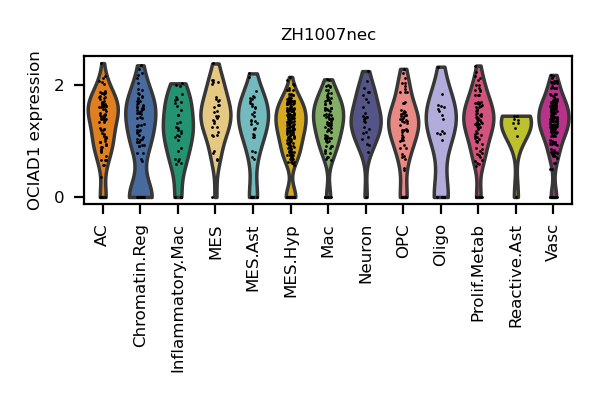 ZH1007nec
OCIAD1 expression
2
0
AC
Chromatin.Reg
Inflammatory.Mac
MES
MES.Ast
MES.Hyp
Mac
Neuron
OPC
Oligo
Prolif.Metab
Reactive.Ast
Vasc